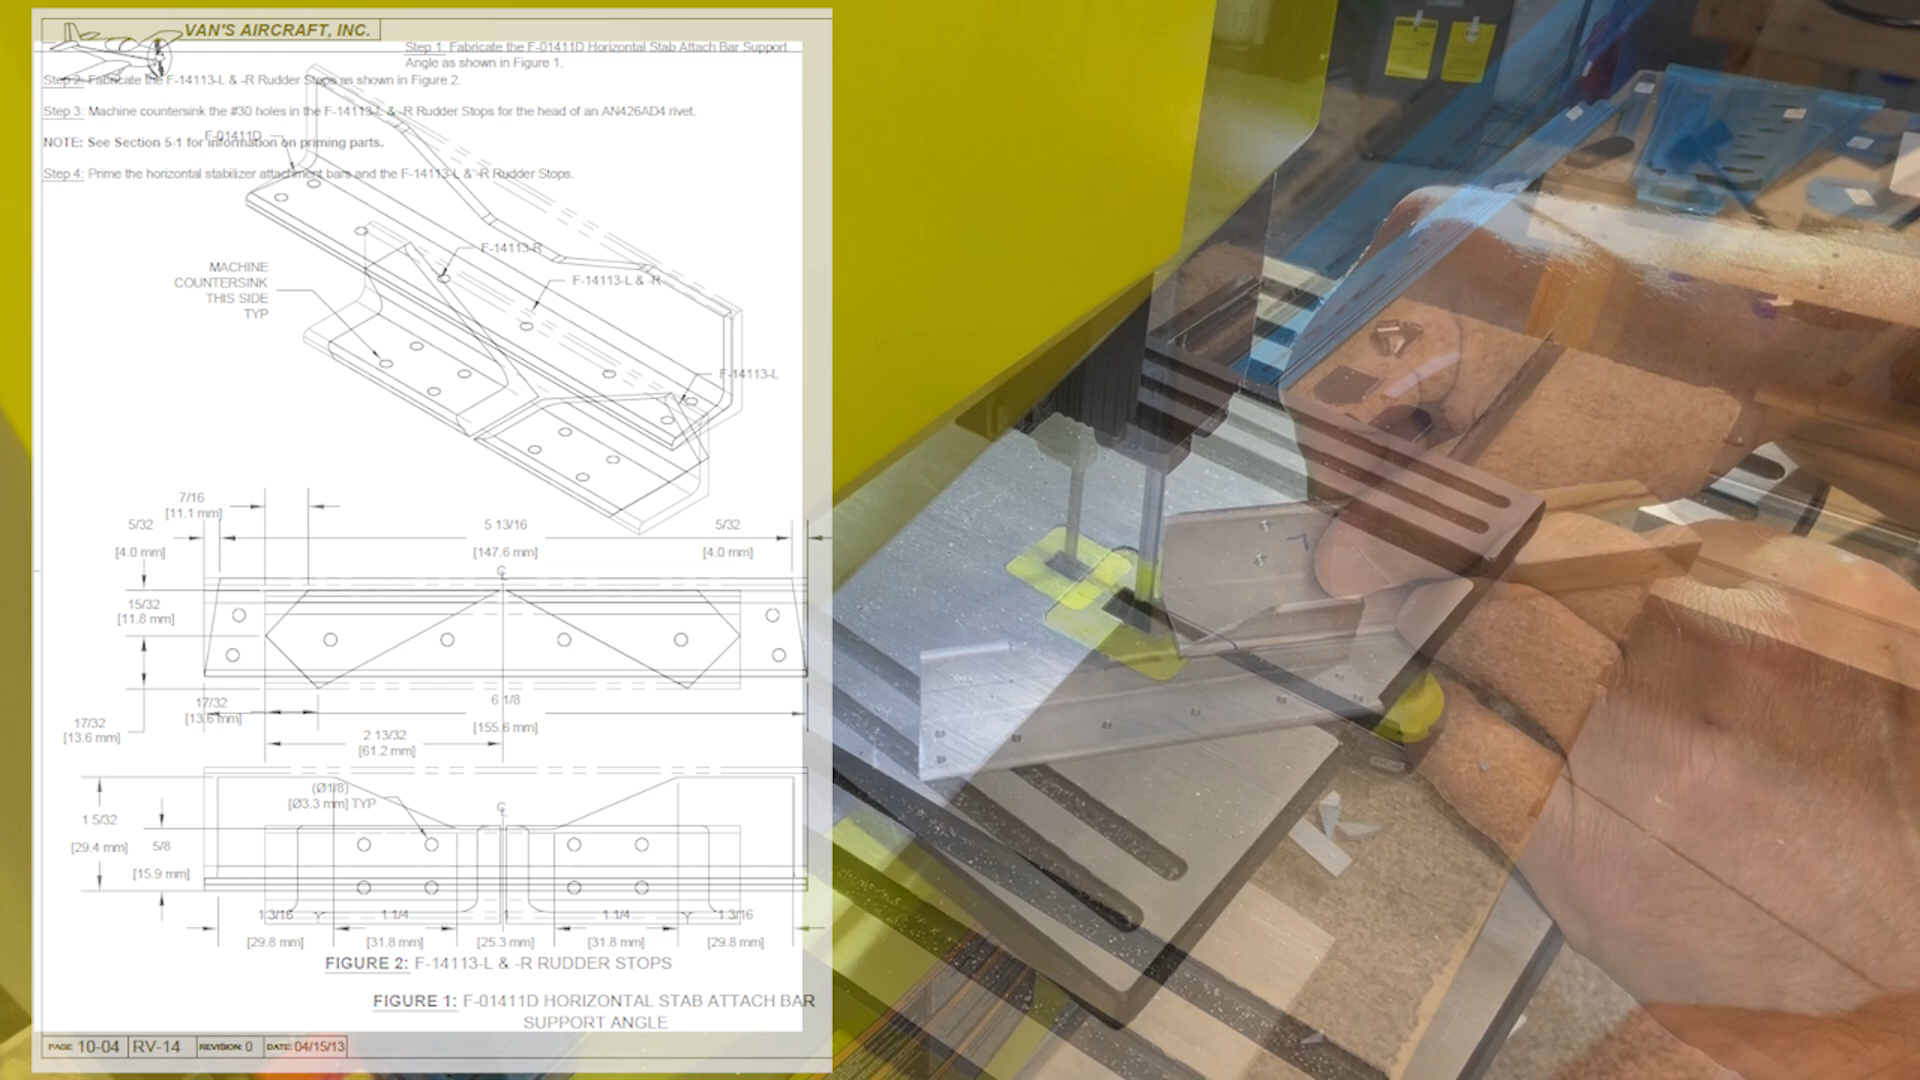 VAN'S AIRCRAFT, INC.
Step 1: Fabricate the F-01411D Horizontal Stab Attach Bar Support
Angle as shown in Figure 1.
Step 2: Fabricate the F-14113-L & -R Rudder Stops as shown in Figure 2.
Step 3: Machine countersink the #30 holes in the F-14113-L & -R Rudder Stops for the head of an AN426AD4 rivet.
F-01411D
NOTE: See Section 5-1 for information on priming parts.
Step 4: Prime the horizontal stabilizer attachment bars and the F-14113-L & -R Rudder Stops.
F-14113-R
MACHINE
COUNTERSINK
THIS SIDE
TYP
F-14113-L & -R
F-14113-L
7/16
[11.1 mm]
5/32
[4.0 mm]
5 13/16
[147.6 mm]
5/32
[4.0 mm]
15/32
[11.8 mm]
17/32
[13.6 mm]
17/32
[13.6 mm]
6 1/8
[155.6 mm]
2 13/32
[61.2 mm]
(Ø1/8)
[Ø3.3 mm] TYP
1 5/32
[29.4 mm]
5/8
[15.9 mm]
1 3/16
1 1/4
1
1 1/4
1 3/16
[29.8 mm]
[31.8 mm]
[25.3 mm]
[31.8 mm]
[29.8 mm]
FIGURE 2: F-14113-L & -R RUDDER STOPS
FIGURE 1: F-01411D HORIZONTAL STAB ATTACH BAR
SUPPORT ANGLE
PAGE 10-04 RV-14 REVISION: 0 DATE: 04/15/13